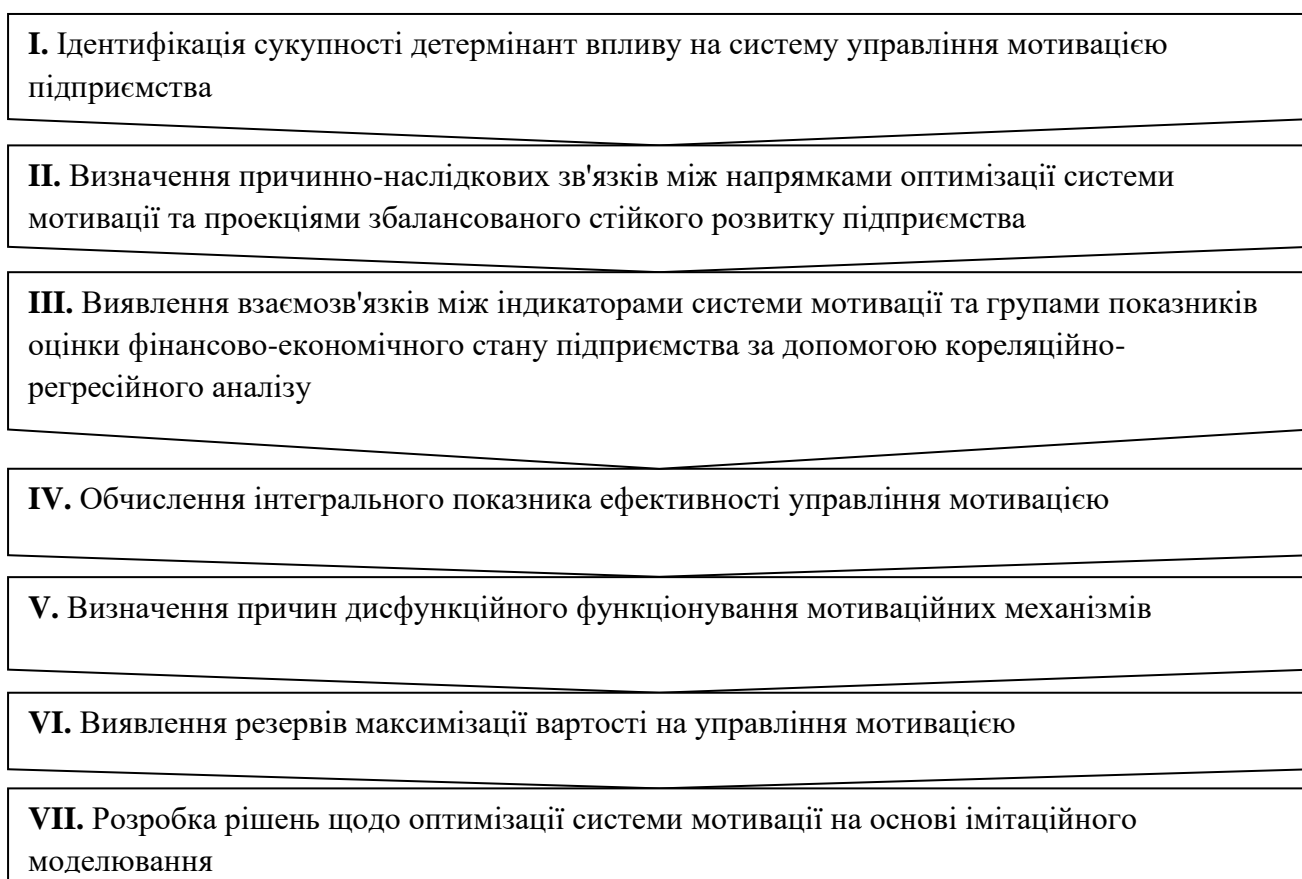 I. Ідентифікація сукупності детермінант впливу на систему управління мотивацією
підприємства
II. Визначення причинно-наслідкових зв'язків між напрямками оптимізації системи
мотивації та проекціями збалансованого стійкого розвитку підприємства
III. Виявлення взаємозв'язків між індикаторами системи мотивації та групами показників
оцінки фінансово-економічного стану підприємства за допомогою кореляційно-
регресійного аналізу
IV. Обчислення інтегрального показника ефективності управління мотивацією
V. Визначення причин дисфункційного функціонування мотиваційних механізмів
VI. Виявлення резервів максимізації вартості на управління мотивацією
VII. Розробка рішень щодо оптимізації системи мотивації на основі імітаційного
моделювання